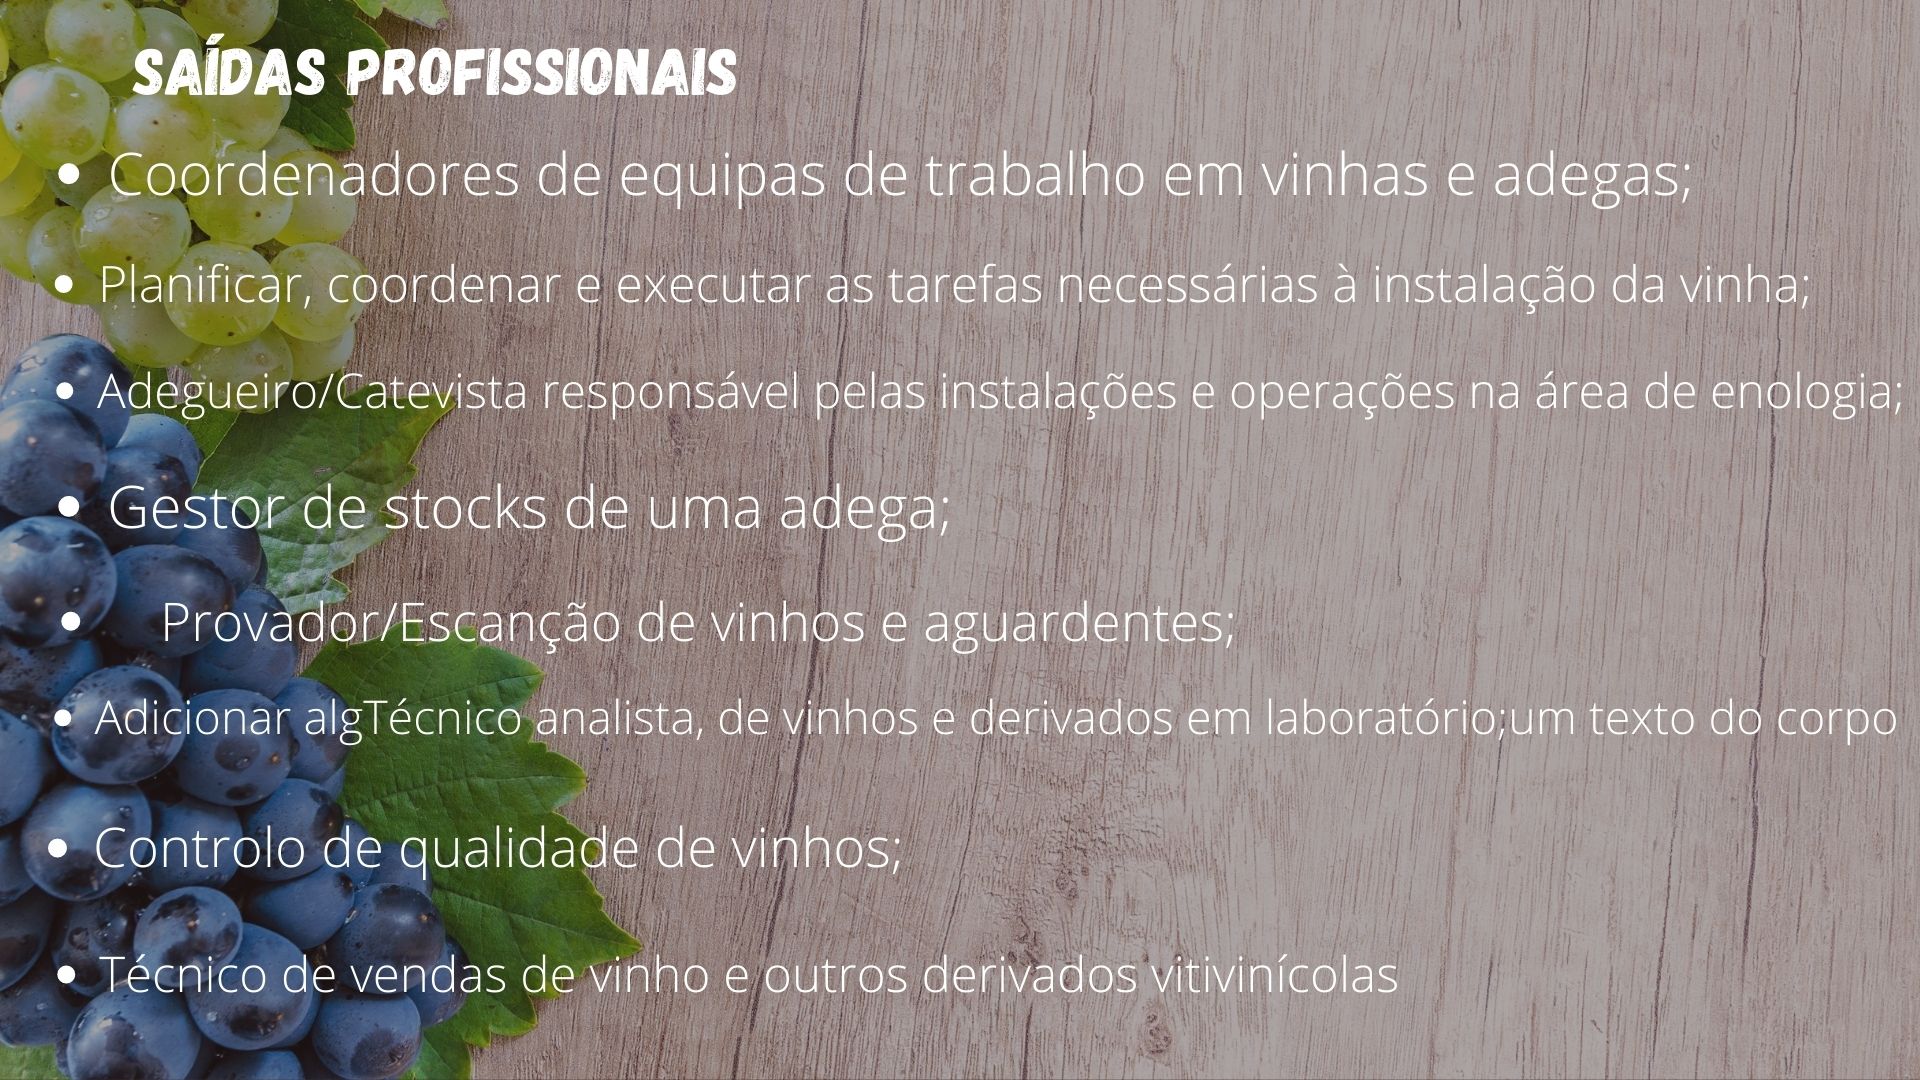 SAÍDAS PROFISSIONAIS
• Coordenadores de equipas de trabalho em vinhas e adegas;
• Planificar, coordenar e executar as tarefas necessárias à instalação da vinha;
• Adegueiro/Catevista responsável pelas instalações e operações na área de enologia;
• Gestor de stocks de uma adega;
• Provador/Escanção de vinhos e aguardentes;
• Adicionar algTécnico analista, de vinhos e derivados em laboratório;um texto do corpo
• Controlo de qualidade de vinhos;
• Técnico de vendas de vinho e outros derivados vitivinícolas